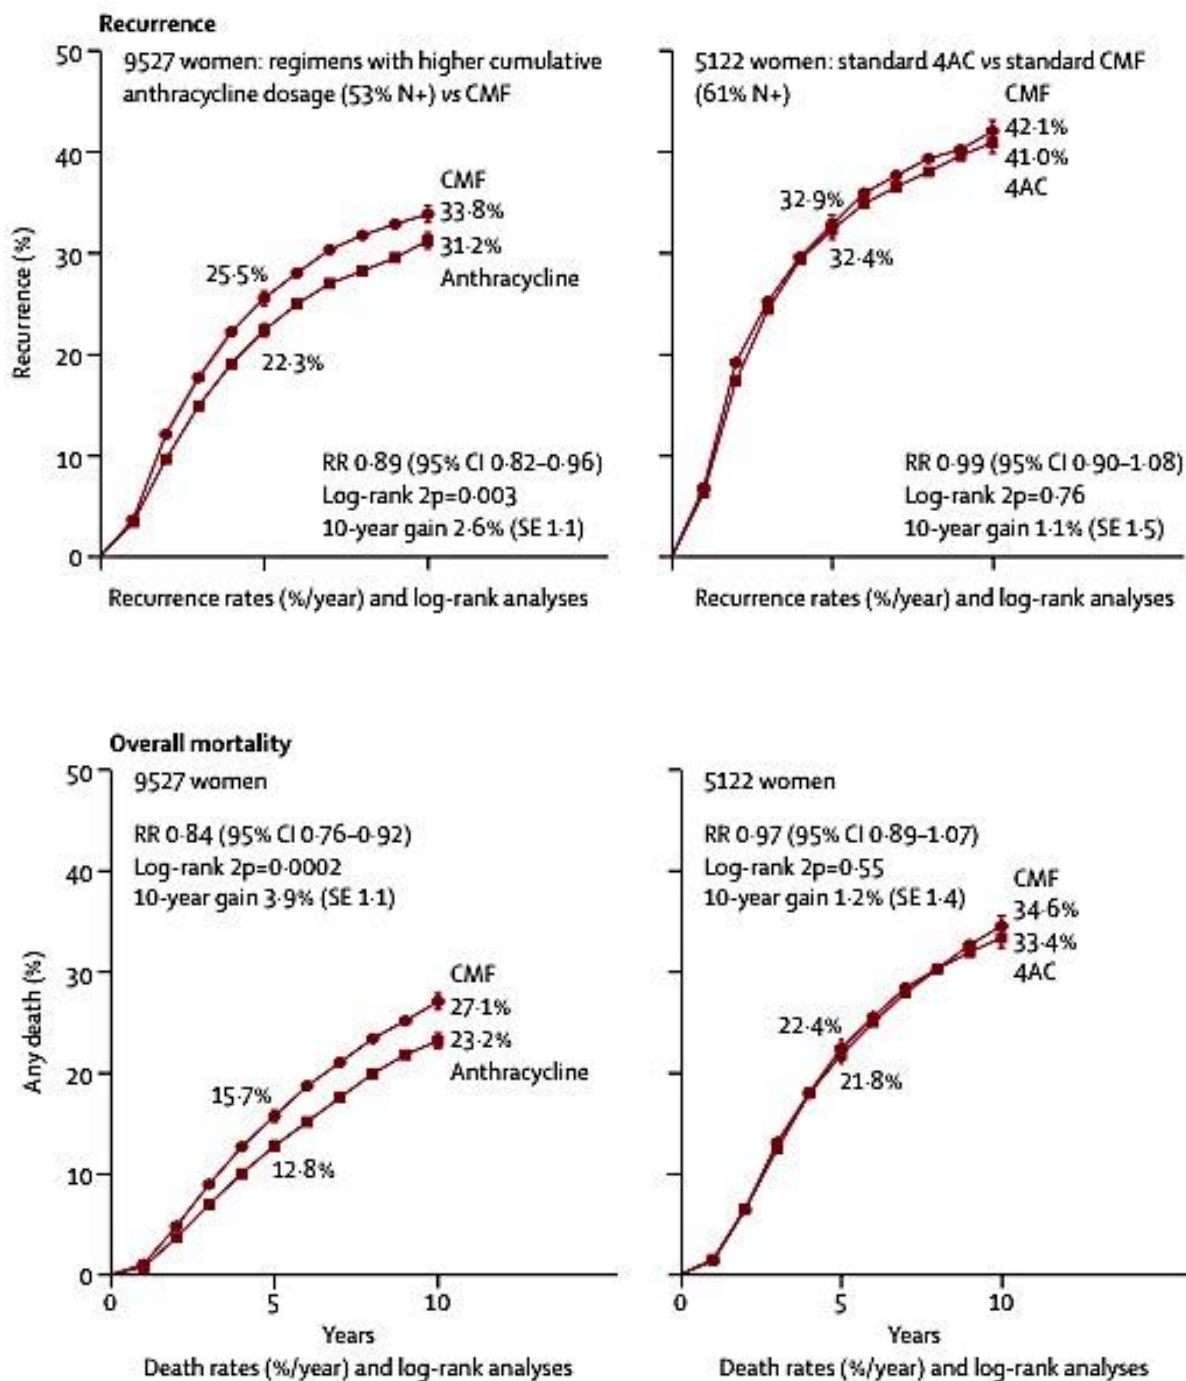 Recurrence
50
40
30
20
10
0
Recurrence (%)
9527 women: regimens with higher cumulative
anthracycline dosage (53% N+) vs CMF
CMF
33·8%
31·2%
Anthracycline
25·5%
22·3%
RR 0·89 (95% CI 0·82–0·96)
Log-rank 2p=0·003
10-year gain 2·6% (SE 1·1)
Recurrence rates (%/year) and log-rank analyses
5122 women: standard 4AC vs standard CMF
(61% N+)
CMF
42·1%
41·0%
4AC
32·9%
32·4%
RR 0·99 (95% CI 0·90–1·08)
Log-rank 2p=0·76
10-year gain 1·1% (SE 1·5)
Recurrence rates (%/year) and log-rank analyses
Overall mortality
50
40
30
20
10
0
Any death (%)
9527 women
RR 0·84 (95% CI 0·76–0·92)
Log-rank 2p=0·0002
10-year gain 3·9% (SE 1·1)
CMF
27·1%
23·2%
Anthracycline
15·7%
12·8%
0 5 10
Years
Death rates (%/year) and log-rank analyses
5122 women
RR 0·97 (95% CI 0·89–1·07)
Log-rank 2p=0·55
10-year gain 1·2% (SE 1·4)
CMF
34·6%
33·4%
4AC
22·4%
21·8%
0 5 10
Years
Death rates (%/year) and log-rank analyses